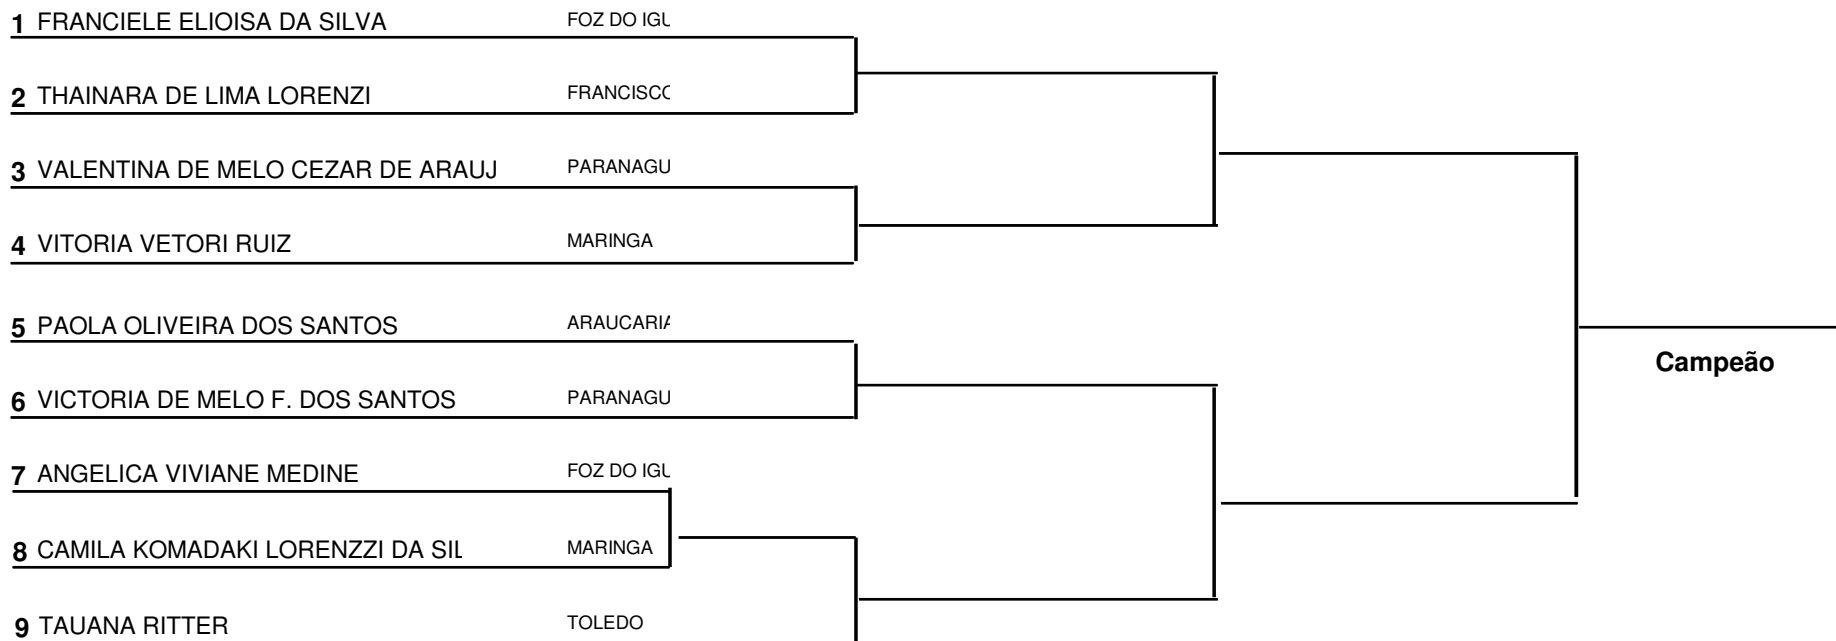 1 FRANCIELE ELIOISA DA SILVA FOZ DO IGU
2 THAINARA DE LIMA LORENZI FRANCISCO
3 VALENTINA DE MELO CEZAR DE ARAUJ PARANAGU
4 VITORIA VETORI RUIZ MARINGA
5 PAOLA OLIVEIRA DOS SANTOS ARAUCARIA
Campeão
6 VICTORIA DE MELO F. DOS SANTOS PARANAGU
7 ANGELICA VIVIANE MEDINE FOZ DO IGU
8 CAMILA KOMADAKI LORENZZI DA SIL MARINGA
9 TAUANA RITTER TOLEDO